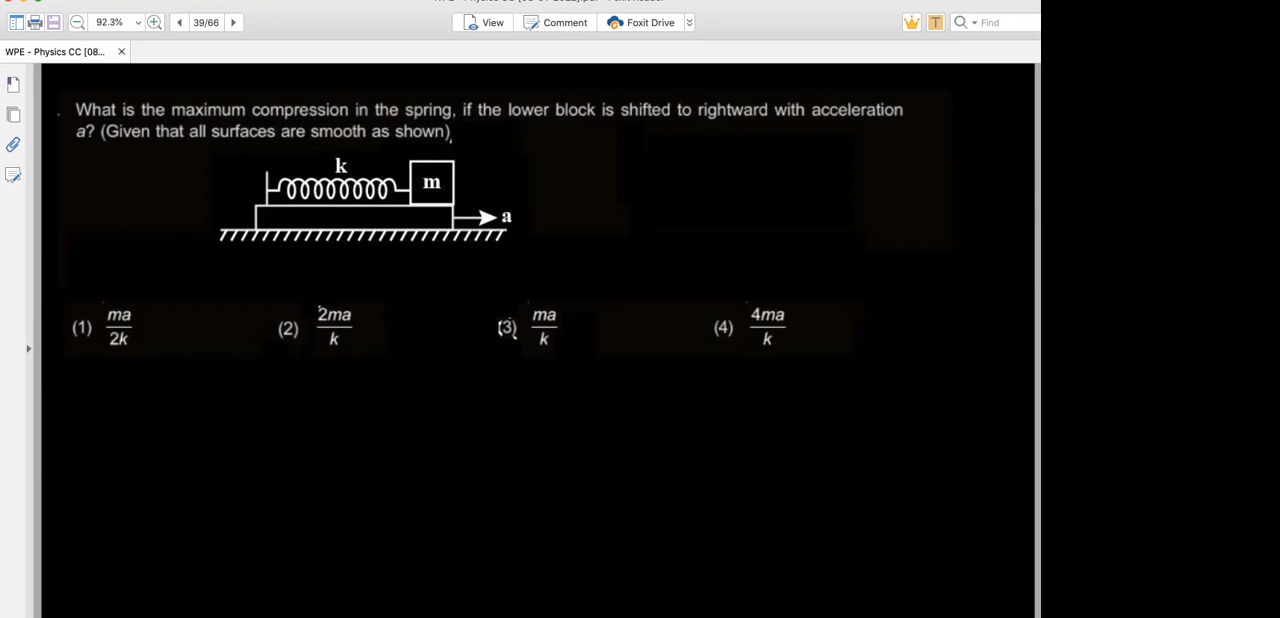 92.3%
39/66
View
Comment
Foxit Drive
T
Find
WPE - Physics CC [08...
What is the maximum compression in the spring, if the lower block is shifted to rightward with acceleration
a? (Given that all surfaces are smooth as shown)
k
m
a
(1) ma/2k
(2) 2ma/k
(3) ma/k
(4) 4ma/k